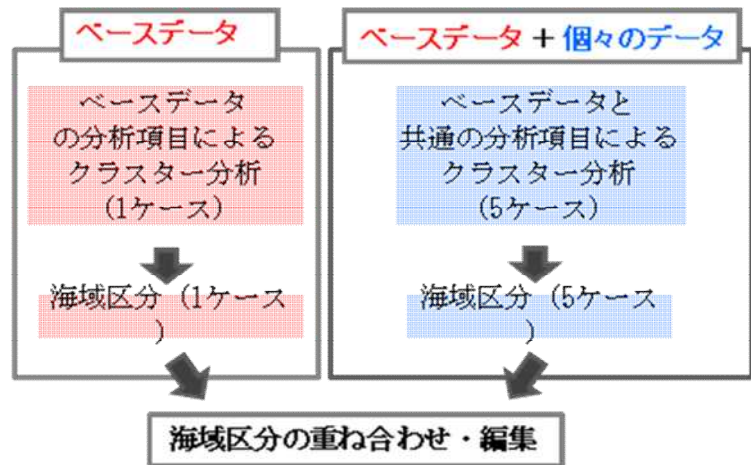 ベースデータ
ベースデータ
の分析項目による
クラスター分析
(1ケース)
海域区分 (1ケース
)
ベースデータ + 個々のデータ
ベースデータと
共通の分析項目による
クラスター分析
(5ケース)
海域区分 (5ケース
)
海域区分の重ね合わせ・編集